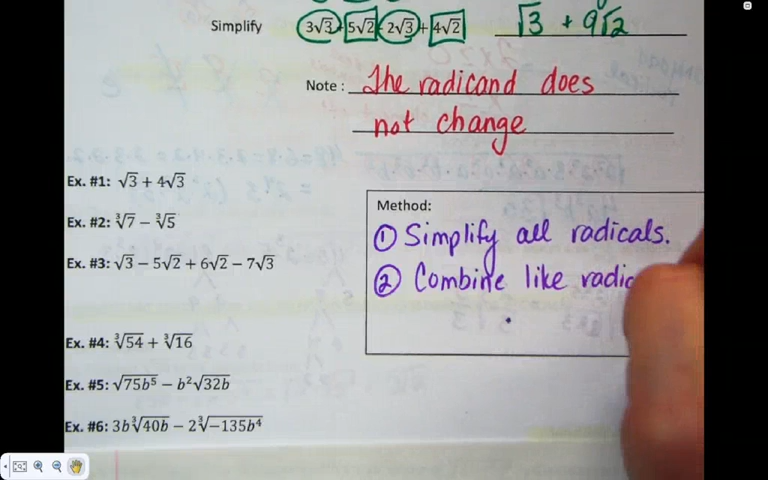 Simplify 3√3 + 5√2 - 2√3 + 4√2 √3 + 9√2
Note : The radicand does
not change
Ex. #1: √3 + 4√3
Method:
Ex. #2: ∛7 − ∛5
① Simplify all radicals.
Ex. #3: √3 − 5√2 + 6√2 − 7√3
② Combine like
Ex. #4: ∛54 + ∛16
Ex. #5: √75b⁵ − b²√32b
Ex. #6: 3b∛40b − 2∛−135b⁴